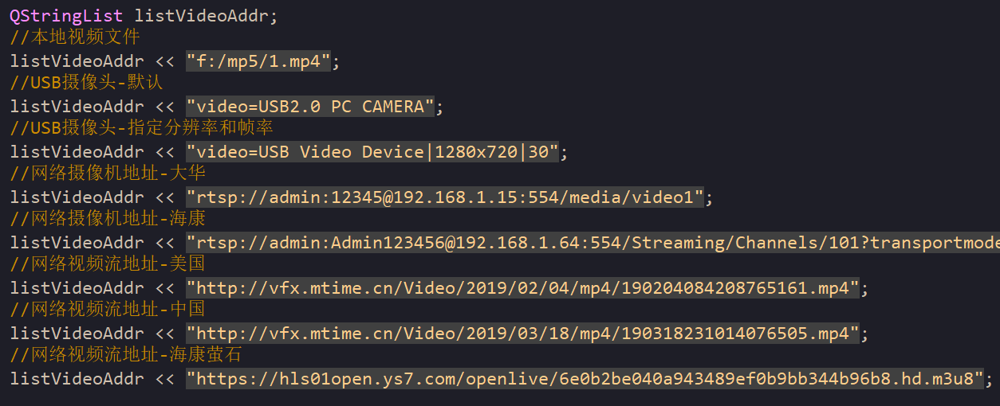 QStringList listVideoAddr;
//本地视频文件
listVideoAddr << "f:/mp5/1.mp4";
//USB摄像头-默认
listVideoAddr << "video=USB2.0 PC CAMERA";
//USB摄像头-指定分辨率和帧率
listVideoAddr << "video=USB Video Device|1280x720|30";
//网络摄像机地址-大华
listVideoAddr << "rtsp://admin:12345@192.168.1.15:554/media/video1";
//网络摄像机地址-海康
listVideoAddr << "rtsp://admin:Admin123456@192.168.1.64:554/Streaming/Channels/101?transportmode
//网络视频流地址-美国
listVideoAddr << "http://vfx.mtime.cn/Video/2019/02/04/mp4/190204084208765161.mp4";
//网络视频流地址-中国
listVideoAddr << "http://vfx.mtime.cn/Video/2019/03/18/mp4/190318231014076505.mp4";
//网络视频流地址-海康萤石
listVideoAddr << "https://hls01open.ys7.com/openlive/6e0b2be040a943489ef0b9bb344b96b8.hd.m3u8";